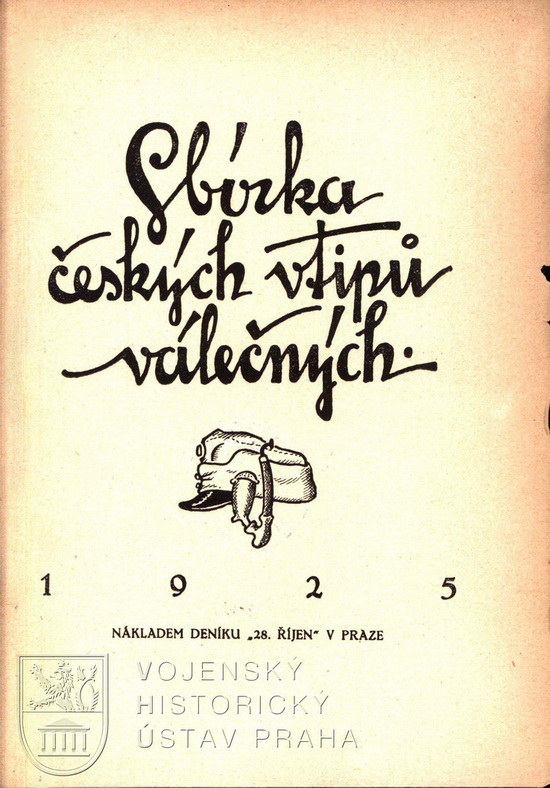 Sbírka
českých vtipů
válečných.
1 9 2 5
NÁKLADEM DENÍKU „28. ŘÍJEN“ V PRAZE
VOJENSKÝ
HISTORICKÝ
ÚSTAV PRAHA